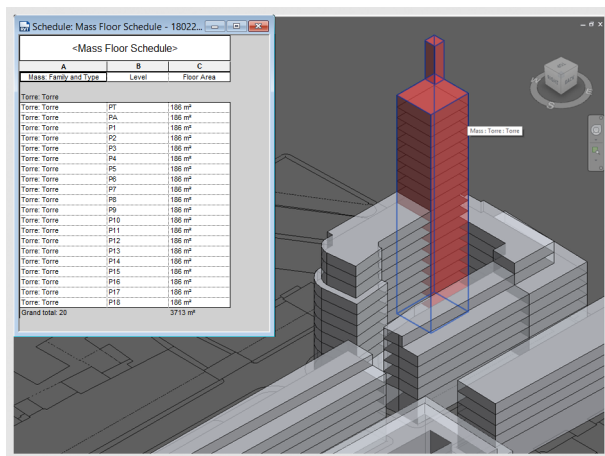 Schedule: Mass Floor Schedule - 18022...
<Mass Floor Schedule>
A B C
Mass: Family and Type Level Floor Area
Torre: Torre
Torre: Torre PT 186 m²
Torre: Torre PA 186 m²
Torre: Torre P1 186 m²
Torre: Torre P2 186 m²
Torre: Torre P3 186 m²
Torre: Torre P4 186 m²
Torre: Torre P5 186 m²
Torre: Torre P6 186 m²
Torre: Torre P7 186 m²
Torre: Torre P8 186 m²
Torre: Torre P9 186 m²
Torre: Torre P10 186 m²
Torre: Torre P11 186 m²
Torre: Torre P12 186 m²
Torre: Torre P13 186 m²
Torre: Torre P14 186 m²
Torre: Torre P15 186 m²
Torre: Torre P16 186 m²
Torre: Torre P17 186 m²
Torre: Torre P18 186 m²
Grand total: 20 3713 m²
Mass : Torre : Torre
S